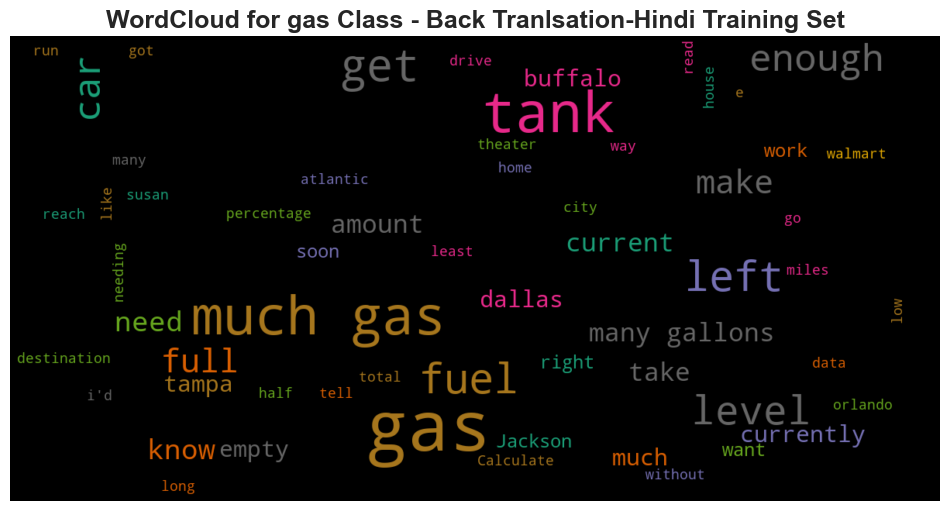 WordCloud for gas Class - Back Tranlsation-Hindi Training Set
run
got
car
get
drive
buffalo
read
house
enough
e
tank
many
theater
way
work
walmart
home
make
atlantic
like
susan
reach
percentage
amount
city
go
current
soon
least
needing
left
miles
dallas
low
much gas
need
many gallons
full
destination
right
data
take
fuel
total
tampa
half
tell
i'd
orlando
level
gas
currently
Jackson
know
empty
want
Calculate
much
without
long